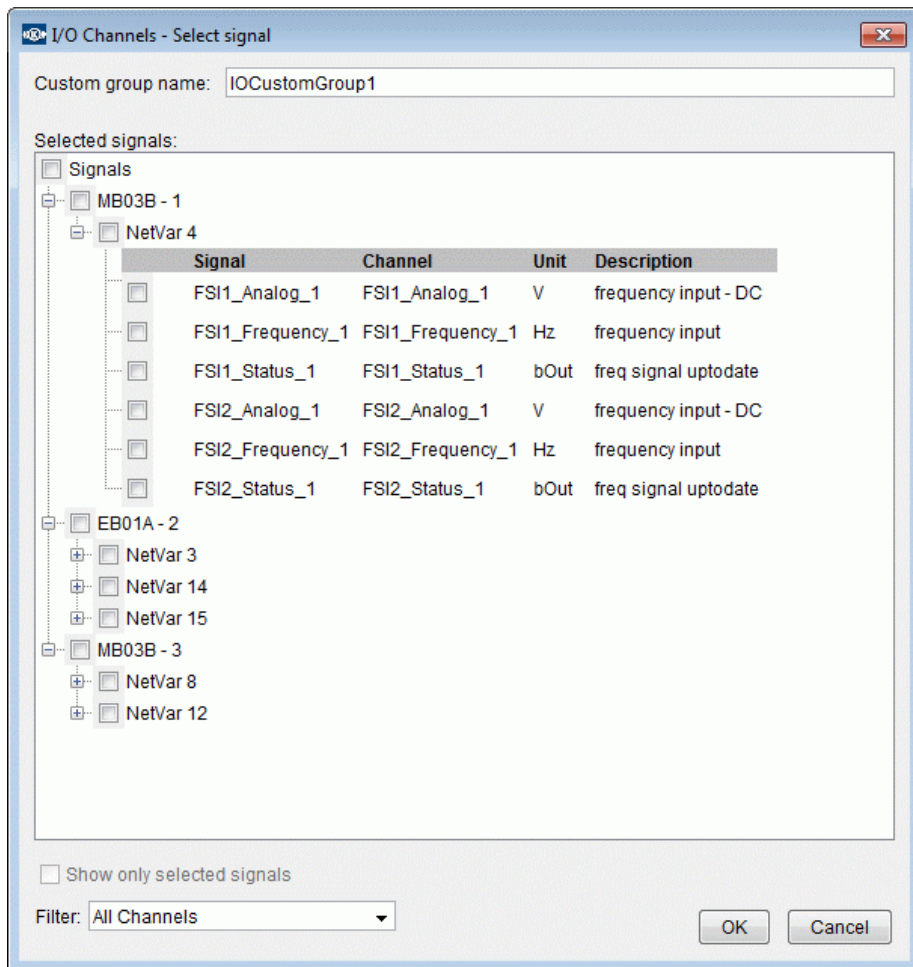 I/O Channels - Select signal
Custom group name: IOCustomGroup1
Selected signals:
Signals
MB03B - 1
NetVar 4
Signal Channel Unit Description
FSI1_Analog_1 FSI1_Analog_1 V frequency input - DC
FSI1_Frequency_1 FSI1_Frequency_1 Hz frequency input
FSI1_Status_1 FSI1_Status_1 bOut freq signal uptodate
FSI2_Analog_1 FSI2_Analog_1 V frequency input - DC
FSI2_Frequency_1 FSI2_Frequency_1 Hz frequency input
FSI2_Status_1 FSI2_Status_1 bOut freq signal uptodate
EB01A - 2
NetVar 3
NetVar 14
NetVar 15
MB03B - 3
NetVar 8
NetVar 12
Show only selected signals
Filter: All Channels
OK Cancel